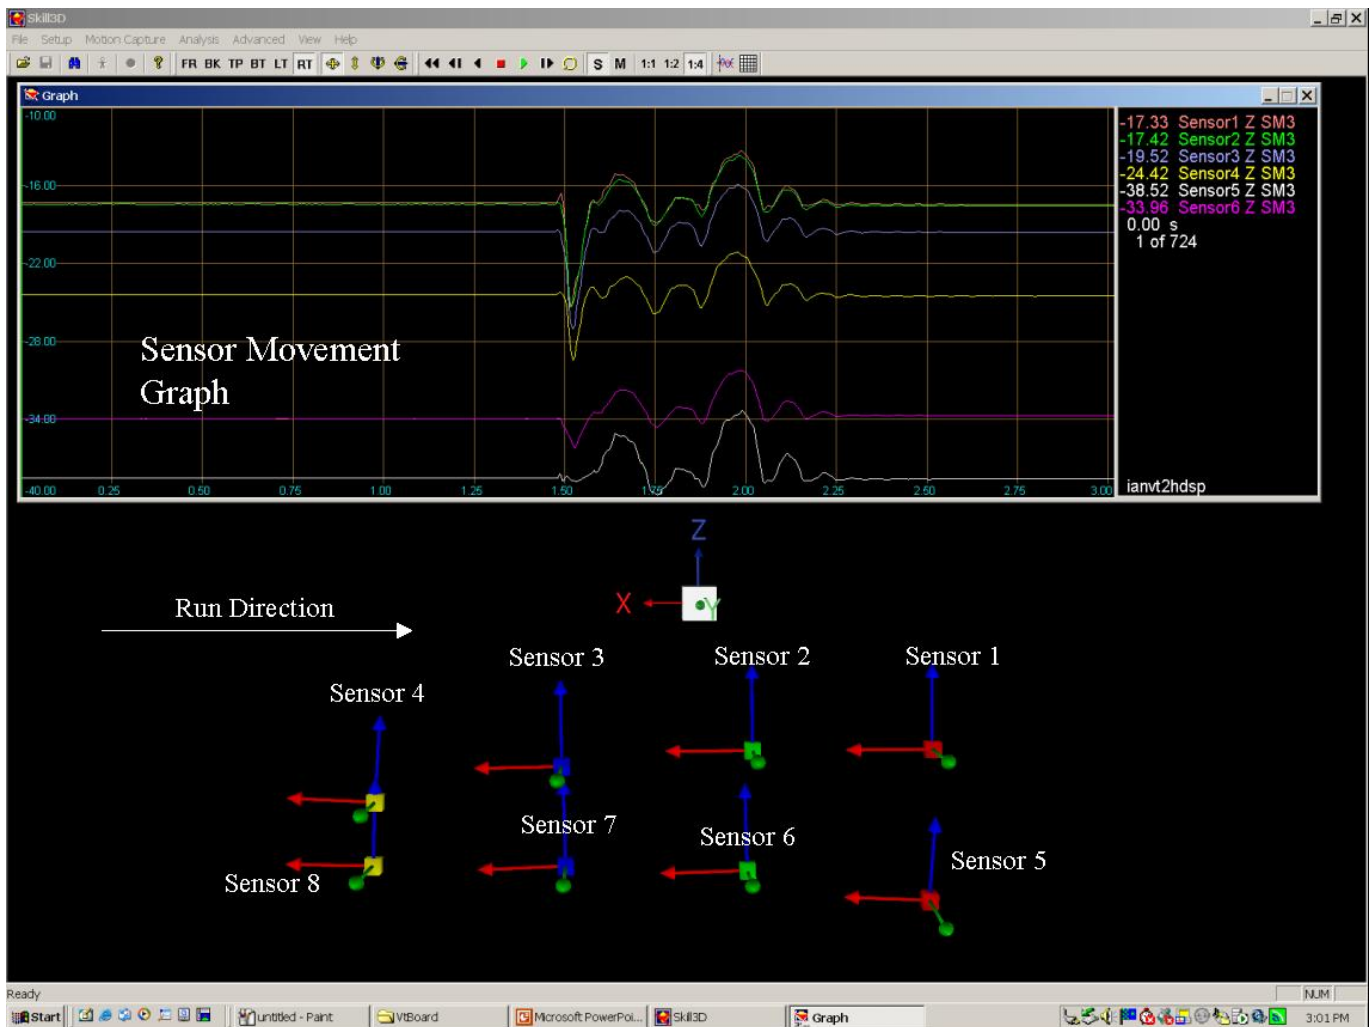 Skill3D
File Setup Motion Capture Analysis Advanced View Help
FR BK TP BT LT RT S M 1:1 1:2 1:4
Graph
-10.00
-16.00
-22.00
-28.00
-34.00
-40.00 0.25 0.50 0.75 1.00 1.25 1.50 1.75 2.00 2.25 2.50 2.75 3.00
Sensor Movement
Graph
-17.33 Sensor1 Z SM3
-17.42 Sensor2 Z SM3
-19.52 Sensor3 Z SM3
-24.42 Sensor4 Z SM3
-38.52 Sensor5 Z SM3
-33.96 Sensor6 Z SM3
0.00 s
1 of 724
ianvt2hdsp
Z
X
Y
Run Direction
Sensor 3
Sensor 2
Sensor 1
Sensor 4
Sensor 7
Sensor 6
Sensor 5
Sensor 8
Ready
NUM
Start untitled - Paint VtBoard Microsoft PowerPoi... Skill3D Graph 3:01 PM